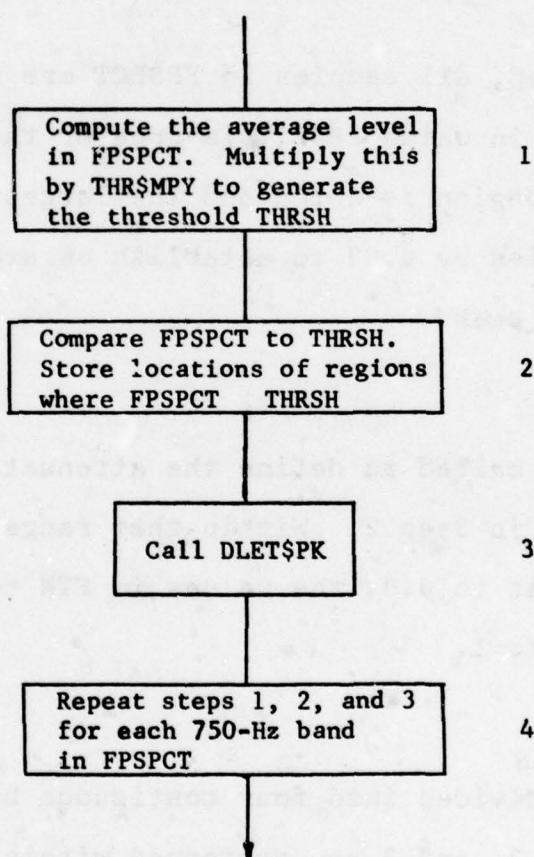 Compute the average level
in FPSPCT. Multiply this
by THR$MPY to generate
the threshold THRSH
1
Compare FPSPCT to THRSH.
Store locations of regions
where FPSPCT THRSH
2
Call DLET$PK
3
Repeat steps 1, 2, and 3
for each 750-Hz band
in FPSPCT
4